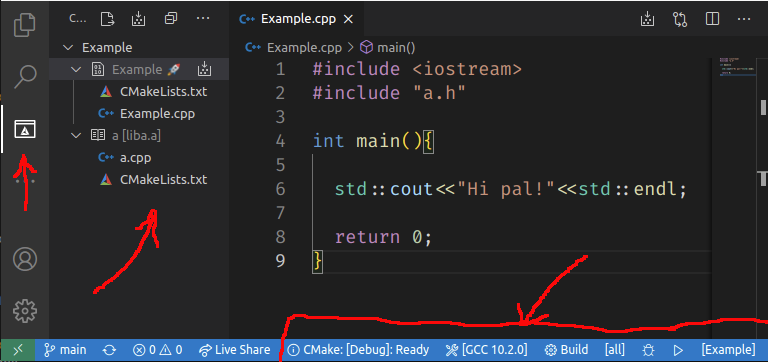 C...
Example.cpp
Example
Example
CMakeLists.txt
Example.cpp
a [liba.a]
a.cpp
CMakeLists.txt
Example.cpp > main()
1 #include <iostream>
2 #include "a.h"
3
4 int main(){
5
6 std::cout<<"Hi pal!"<<std::endl;
7
8 return 0;
9 }
main 0 0 Live Share CMake: [Debug]: Ready [GCC 10.2.0] Build [all] [Example]